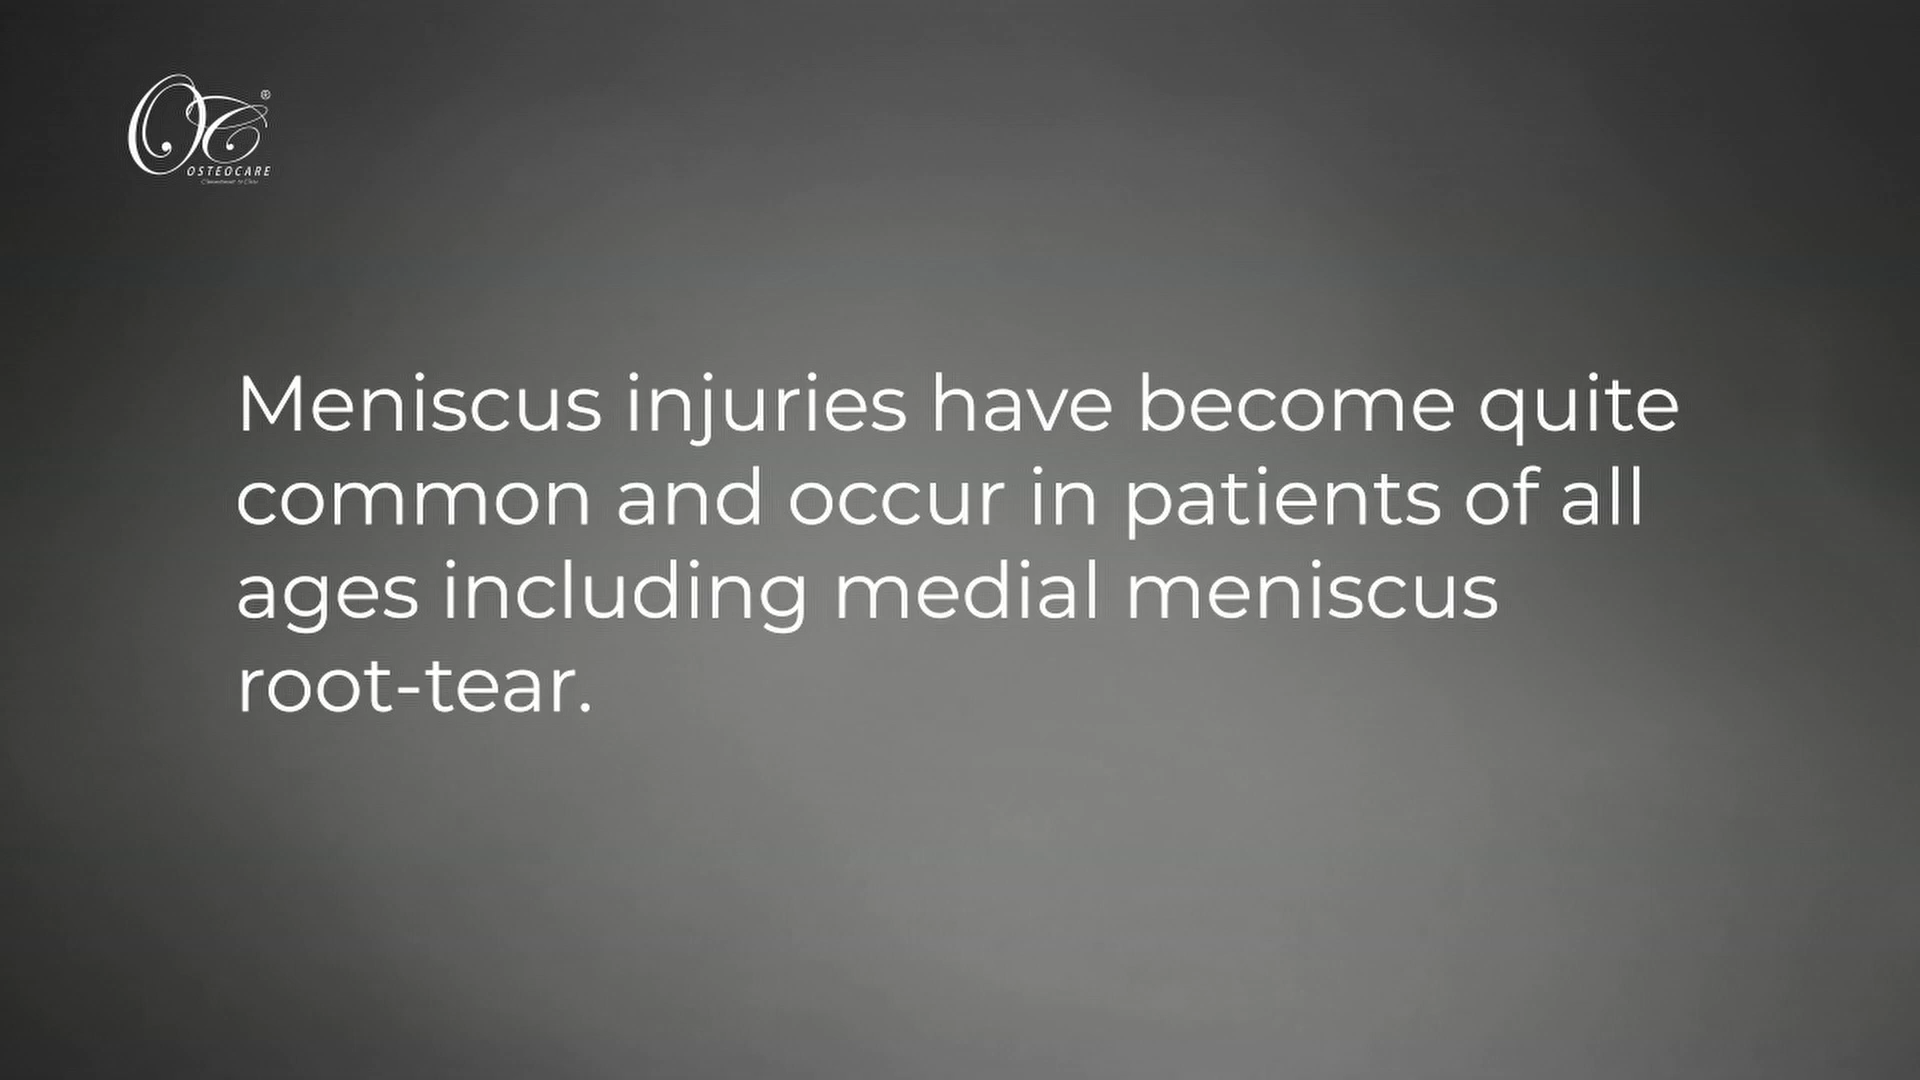 OC®
OSTEOCARE
Meniscus injuries have become quite
common and occur in patients of all
ages including medial meniscus
root-tear.